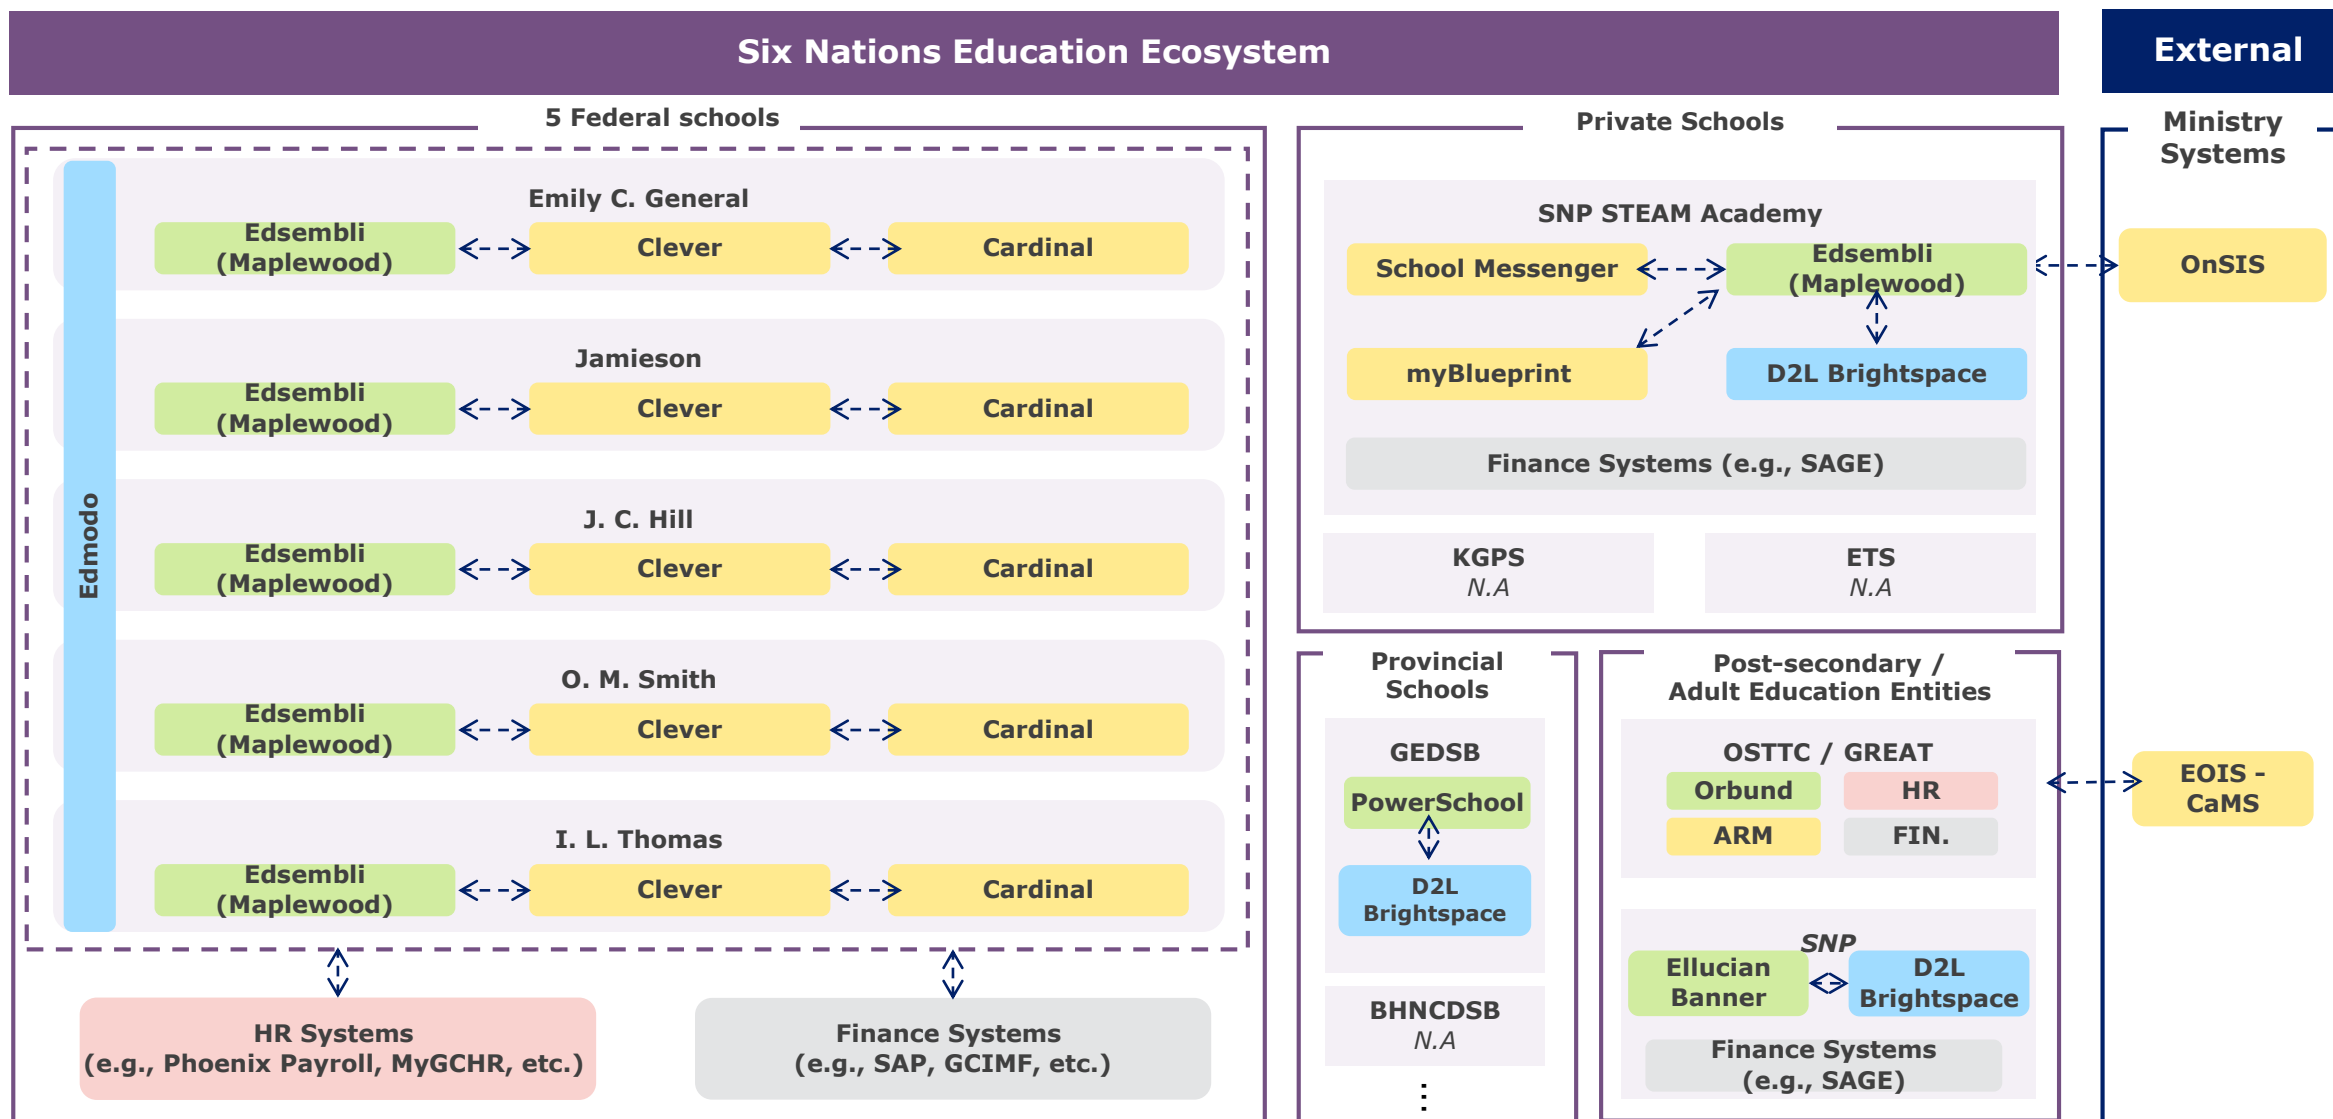 Six Nations Education Ecosystem
External
5 Federal schools
Edmodo
Emily C. General
Edsembli
(Maplewood)
Clever
Cardinal
Jamieson
Edsembli
(Maplewood)
Clever
Cardinal
J. C. Hill
Edsembli
(Maplewood)
Clever
Cardinal
O. M. Smith
Edsembli
(Maplewood)
Clever
Cardinal
I. L. Thomas
Edsembli
(Maplewood)
Clever
Cardinal
HR Systems
(e.g., Phoenix Payroll, MyGCHR, etc.)
Finance Systems
(e.g., SAP, GCIMF, etc.)
Private Schools
SNP STEAM Academy
School Messenger
Edsembli
(Maplewood)
myBlueprint
D2L Brightspace
Finance Systems (e.g., SAGE)
KGPS
N.A
ETS
N.A
Provincial
Schools
GEDSB
PowerSchool
D2L
Brightspace
BHNCDSB
N.A
⋮
Post-secondary /
Adult Education Entities
OSTTC / GREAT
Orbund
HR
ARM
FIN.
SNP
Ellucian
Banner
D2L
Brightspace
Finance Systems
(e.g., SAGE)
Ministry
Systems
OnSIS
EOIS -
CaMS